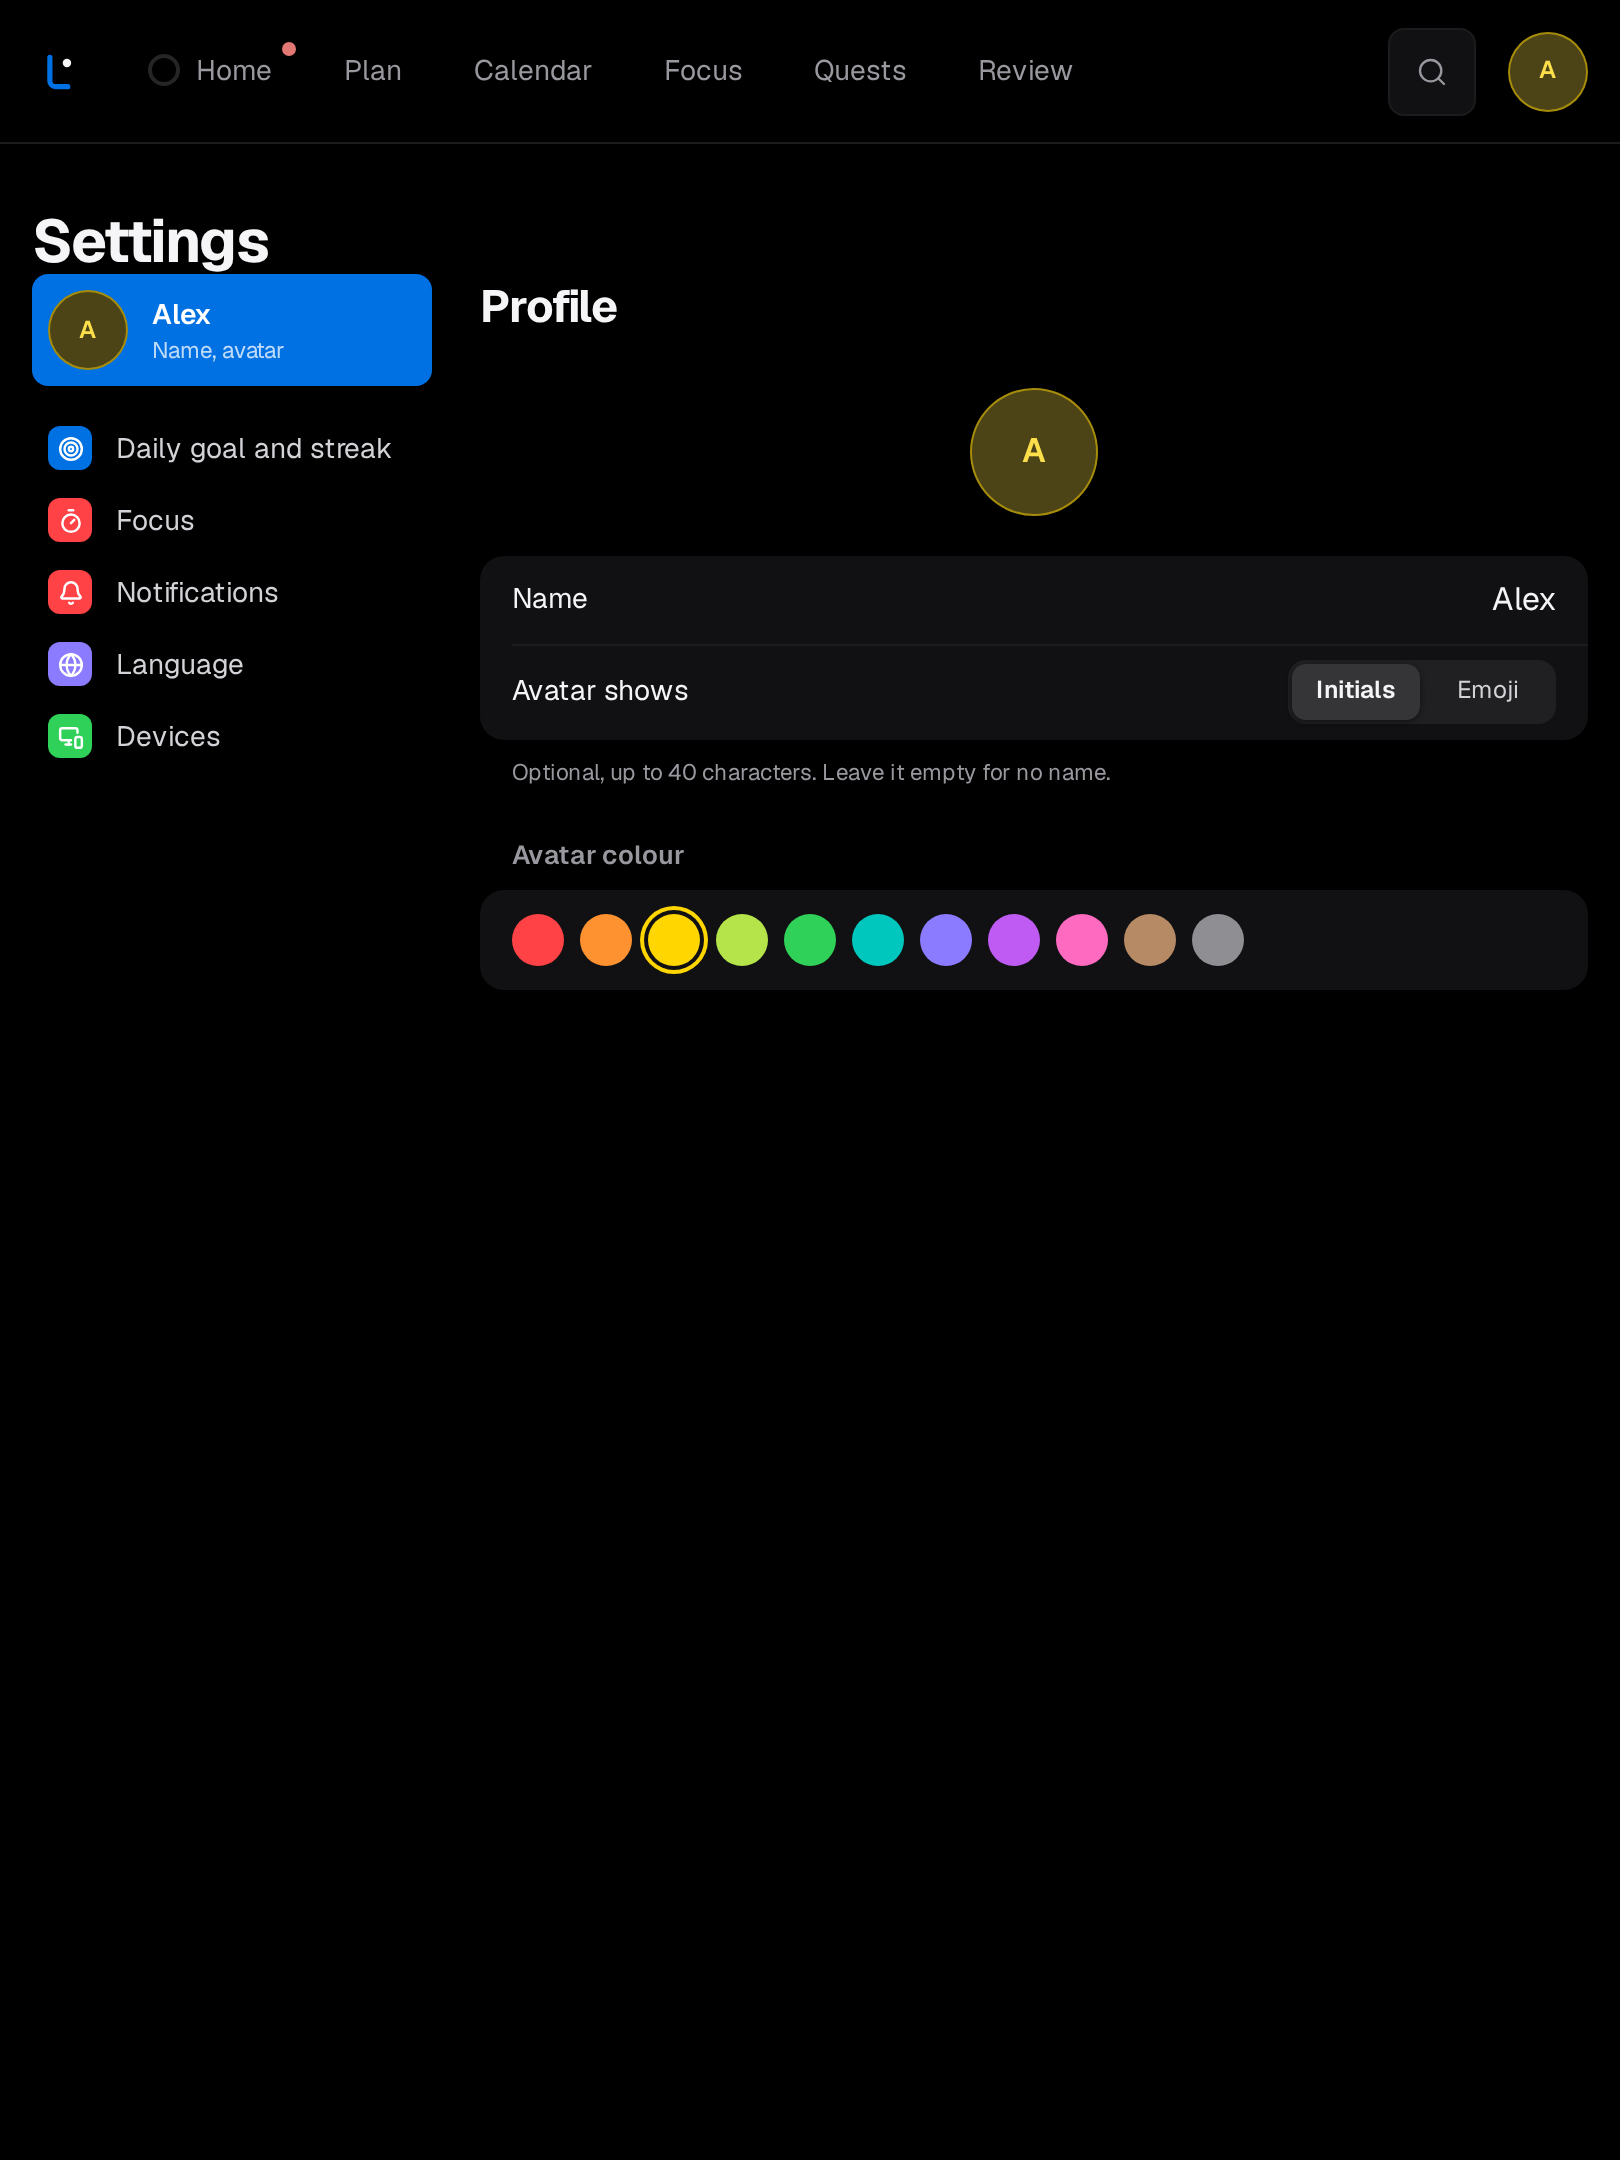 Home Plan Calendar Focus Quests Review A
Settings
A Alex
Name, avatar
Daily goal and streak
Focus
Notifications
Language
Devices
Profile
A
Name Alex
Avatar shows Initials Emoji
Optional, up to 40 characters. Leave it empty for no name.
Avatar colour